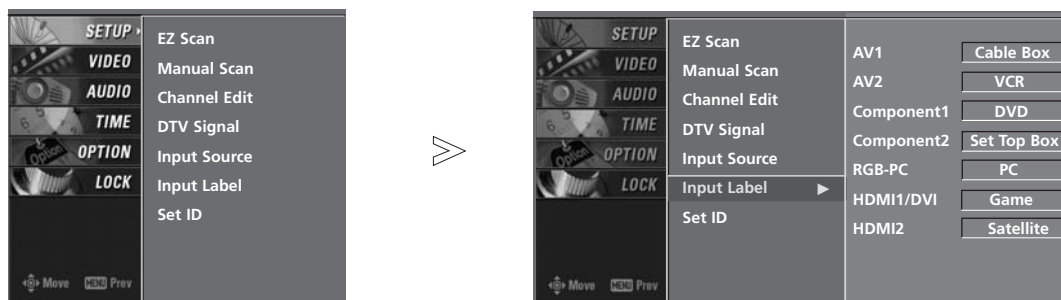 SETUP
VIDEO
AUDIO
TIME
OPTION
LOCK
Move MENU Prev
EZ Scan
Manual Scan
Channel Edit
DTV Signal
Input Source
Input Label
Set ID
SETUP
VIDEO
AUDIO
TIME
OPTION
LOCK
Move MENU Prev
EZ Scan
Manual Scan
Channel Edit
DTV Signal
Input Source
Input Label ▶
Set ID
AV1 Cable Box
AV2 VCR
Component1 DVD
Component2 Set Top Box
RGB-PC PC
HDMI1/DVI Game
HDMI2 Satellite